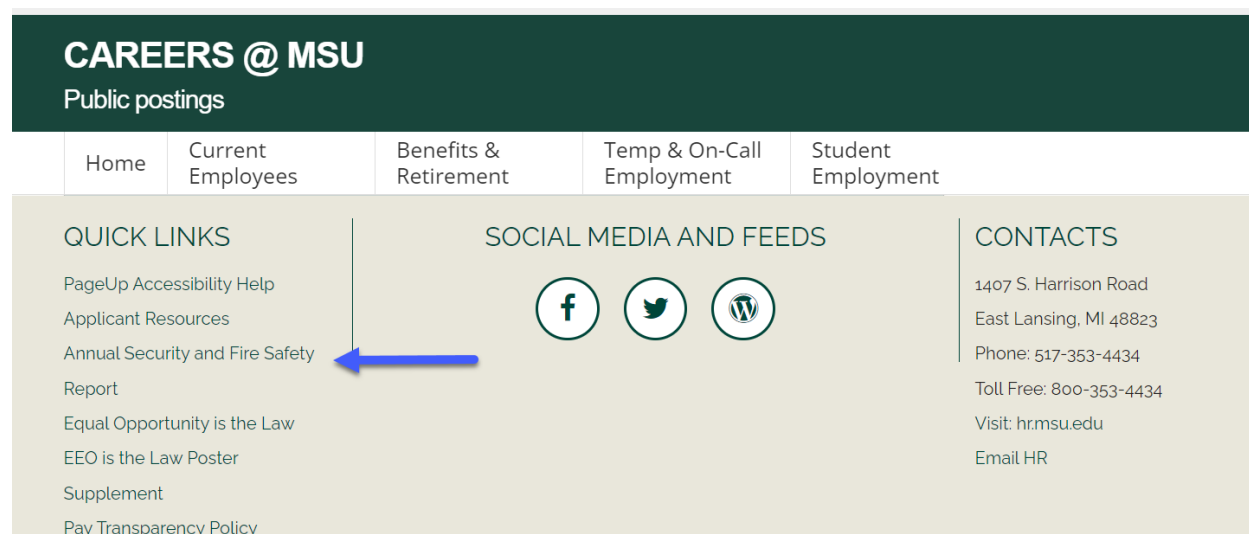 CAREERS @ MSU
Public postings
Home
Current
Employees
Benefits &
Retirement
Temp & On-Call
Employment
Student
Employment
QUICK LINKS
PageUp Accessibility Help
Applicant Resources
Annual Security and Fire Safety
Report
Equal Opportunity is the Law
EEO is the Law Poster
Supplement
Pay Transparency Policy
SOCIAL MEDIA AND FEEDS
CONTACTS
1407 S. Harrison Road
East Lansing, MI 48823
Phone: 517-353-4434
Toll Free: 800-353-4434
Visit: hr.msu.edu
Email HR